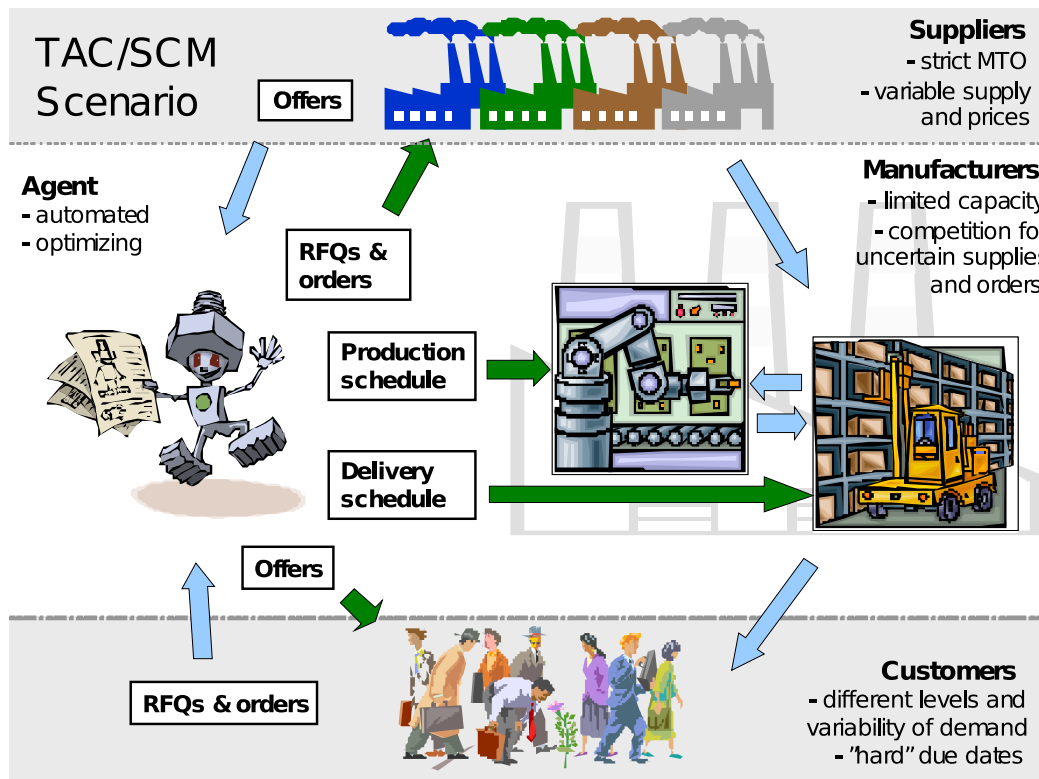 TAC/SCM
Scenario
Offers
Suppliers
- strict MTO
- variable supply
and prices
Agent
- automated
- optimizing
RFQs &
orders
Manufacturers
- limited capacity
- competition fo
uncertain supplies
and orders
Production
schedule
Delivery
schedule
Offers
RFQs & orders
Customers
- different levels and
variability of demand
- ”hard” due dates